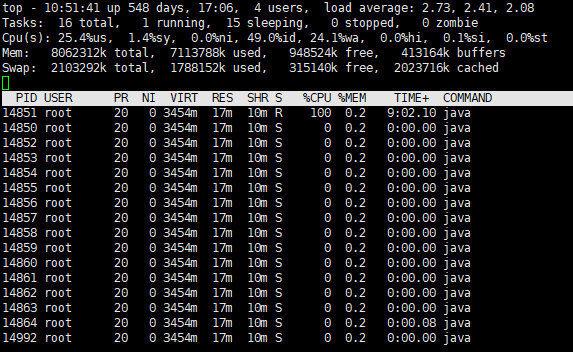 top - 10:51:41 up 548 days, 17:06,  4 users,  load average: 2.73, 2.41, 2.08
Tasks:  16 total,   1 running,  15 sleeping,   0 stopped,   0 zombie
Cpu(s): 25.4%us,  1.4%sy,  0.0%ni, 49.0%id, 24.1%wa,  0.0%hi,  0.1%si,  0.0%st
Mem:   8062312k total,  7113788k used,   948524k free,   413164k buffers
Swap:  2103292k total,  1788152k used,   315140k free,  2023716k cached
PID USER      PR  NI  VIRT  RES  SHR S %CPU %MEM    TIME+  COMMAND
14851 root      20   0 3454m  17m  10m R  100  0.2   9:02.10 java
14850 root      20   0 3454m  17m  10m S    0  0.2   0:00.00 java
14852 root      20   0 3454m  17m  10m S    0  0.2   0:00.00 java
14853 root      20   0 3454m  17m  10m S    0  0.2   0:00.00 java
14854 root      20   0 3454m  17m  10m S    0  0.2   0:00.00 java
14855 root      20   0 3454m  17m  10m S    0  0.2   0:00.00 java
14856 root      20   0 3454m  17m  10m S    0  0.2   0:00.00 java
14857 root      20   0 3454m  17m  10m S    0  0.2   0:00.00 java
14858 root      20   0 3454m  17m  10m S    0  0.2   0:00.00 java
14859 root      20   0 3454m  17m  10m S    0  0.2   0:00.00 java
14860 root      20   0 3454m  17m  10m S    0  0.2   0:00.00 java
14861 root      20   0 3454m  17m  10m S    0  0.2   0:00.00 java
14862 root      20   0 3454m  17m  10m S    0  0.2   0:00.00 java
14863 root      20   0 3454m  17m  10m S    0  0.2   0:00.00 java
14864 root      20   0 3454m  17m  10m S    0  0.2   0:00.08 java
14992 root      20   0 3454m  17m  10m S    0  0.2   0:00.00 java